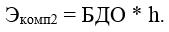 Экомп2 = БДО * h.